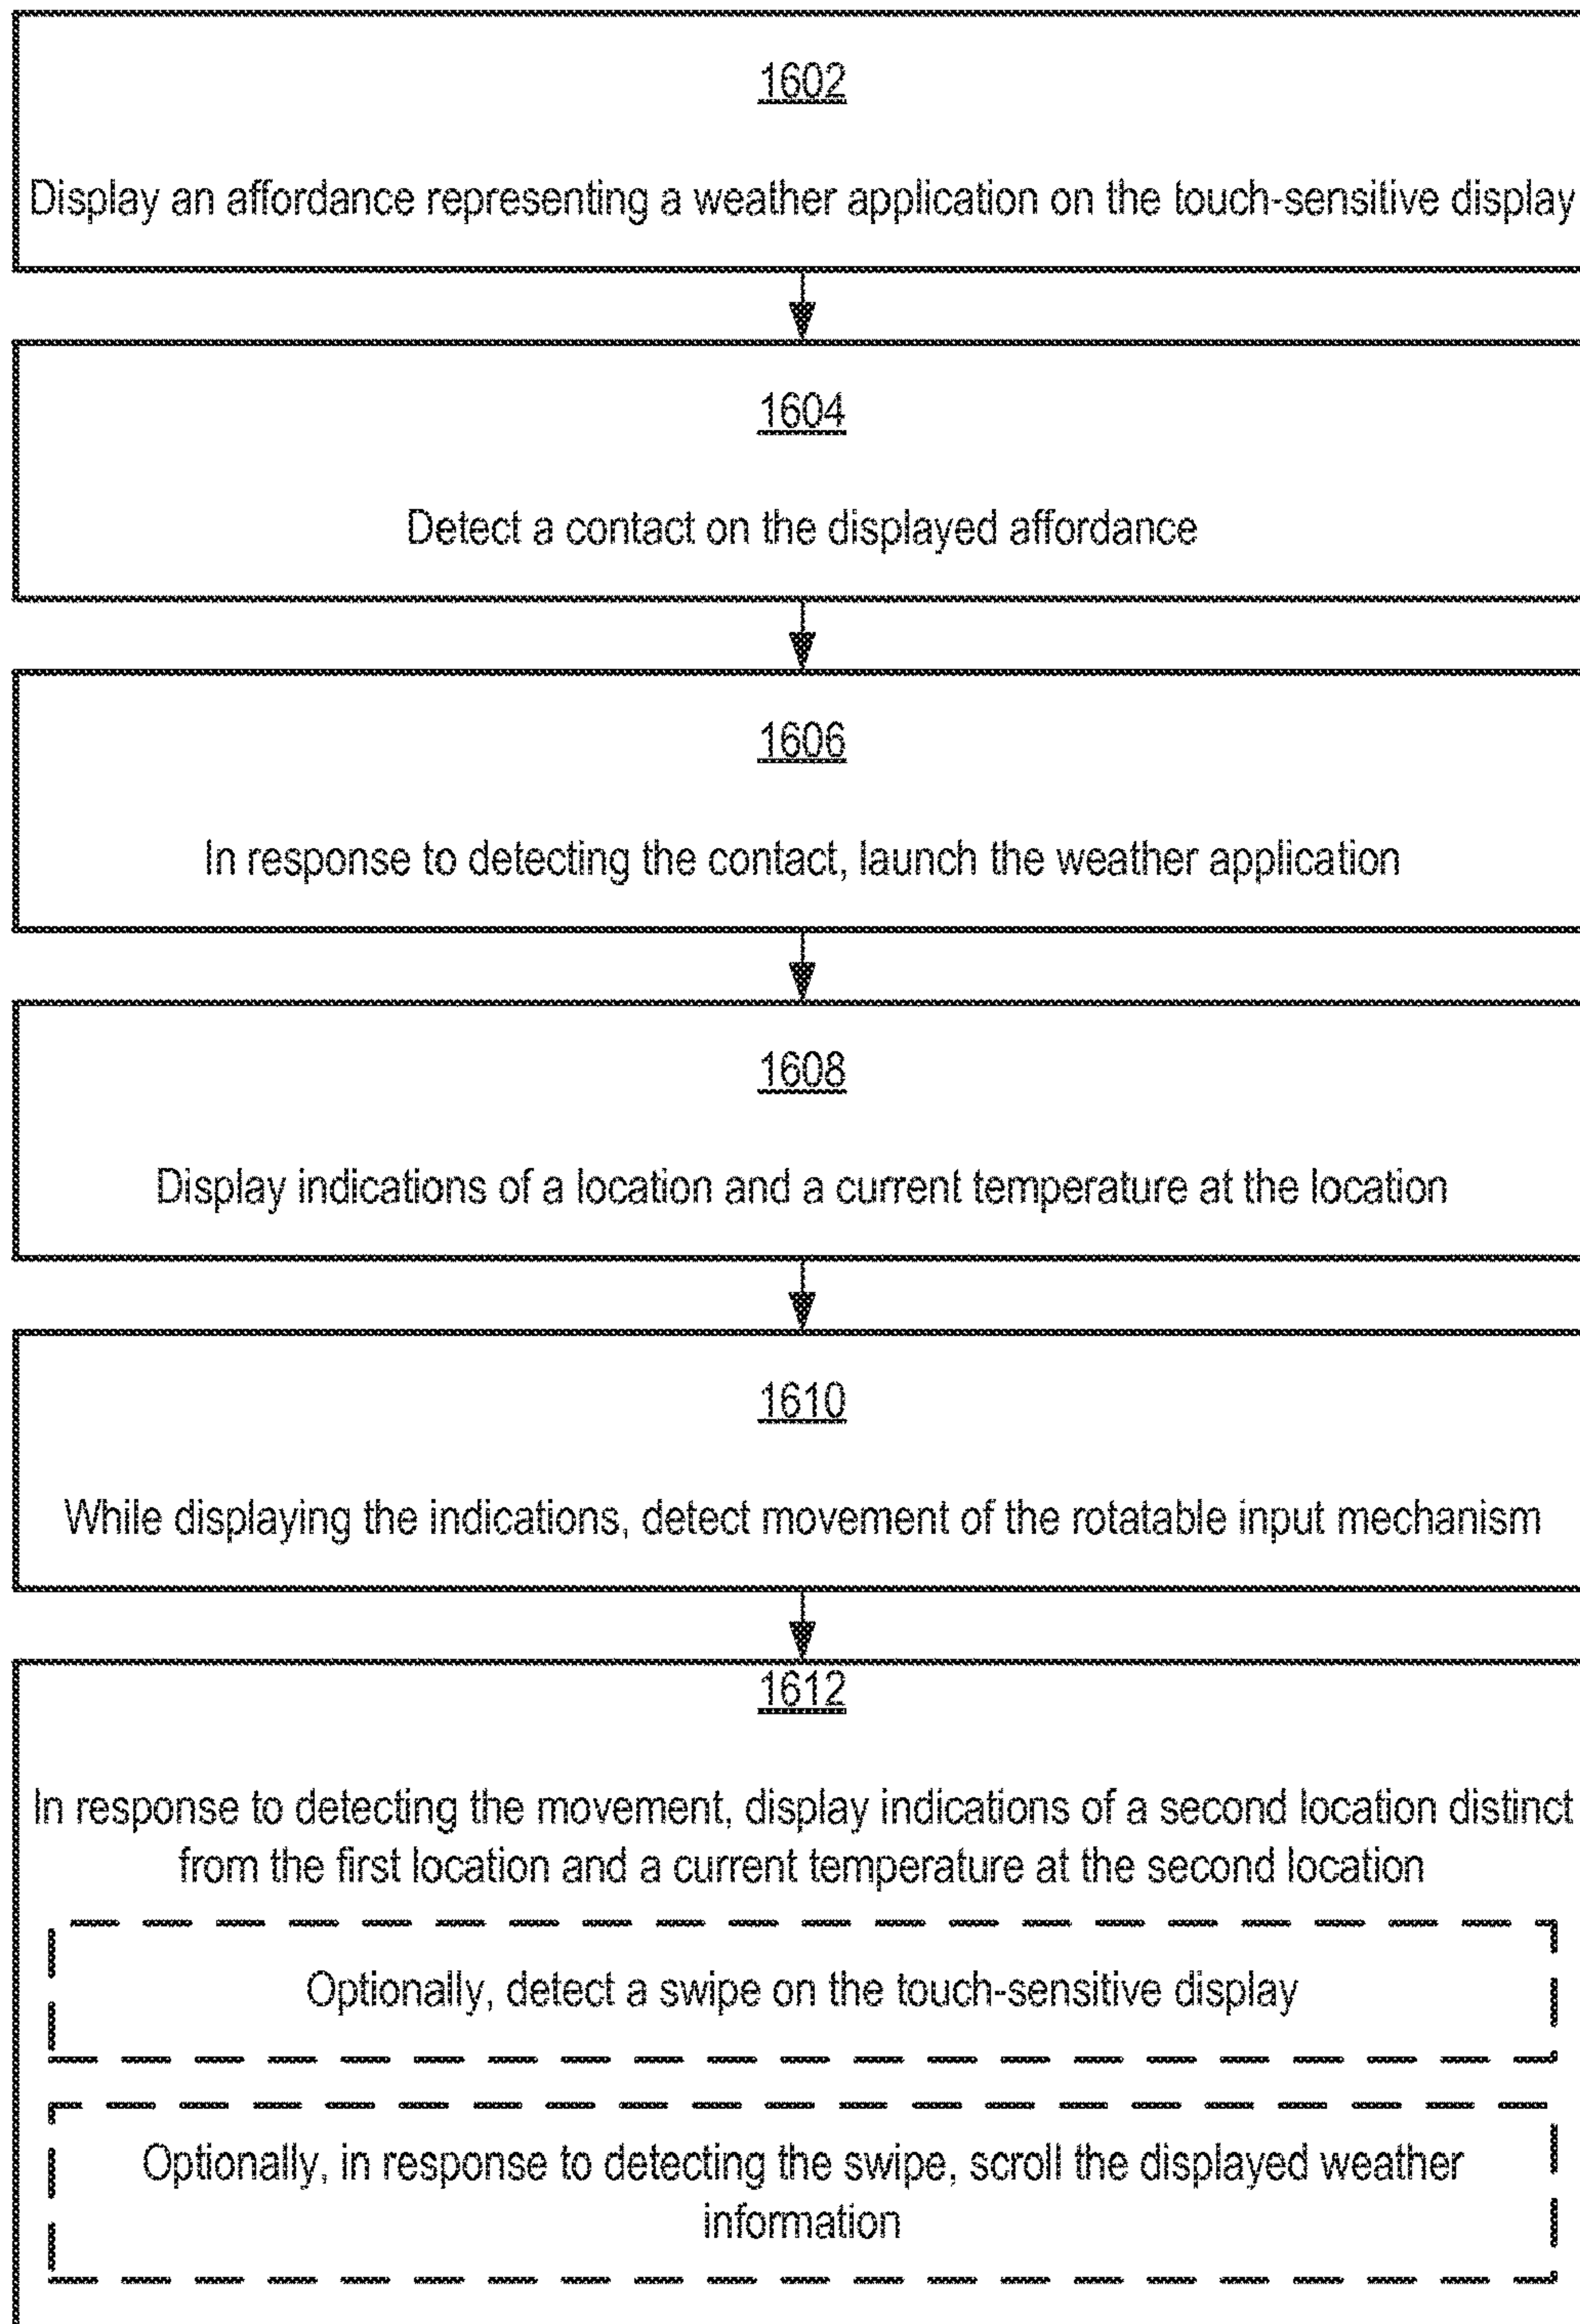 1602
Display an affordance representing a weather application on the touch-sensitive display
1604
Detect a contact on the displayed affordance
1606
In response to detecting the contact, launch the weather application
1608
Display indications of a location and a current temperature at the location
1610
While displaying the indications, detect movement of the rotatable input mechanism
1612
In response to detecting the movement, display indications of a second location distinct
from the first location and a current temperature at the second location
Optionally, detect a swipe on the touch-sensitive display
Optionally, in response to detecting the swipe, scroll the displayed weather
information